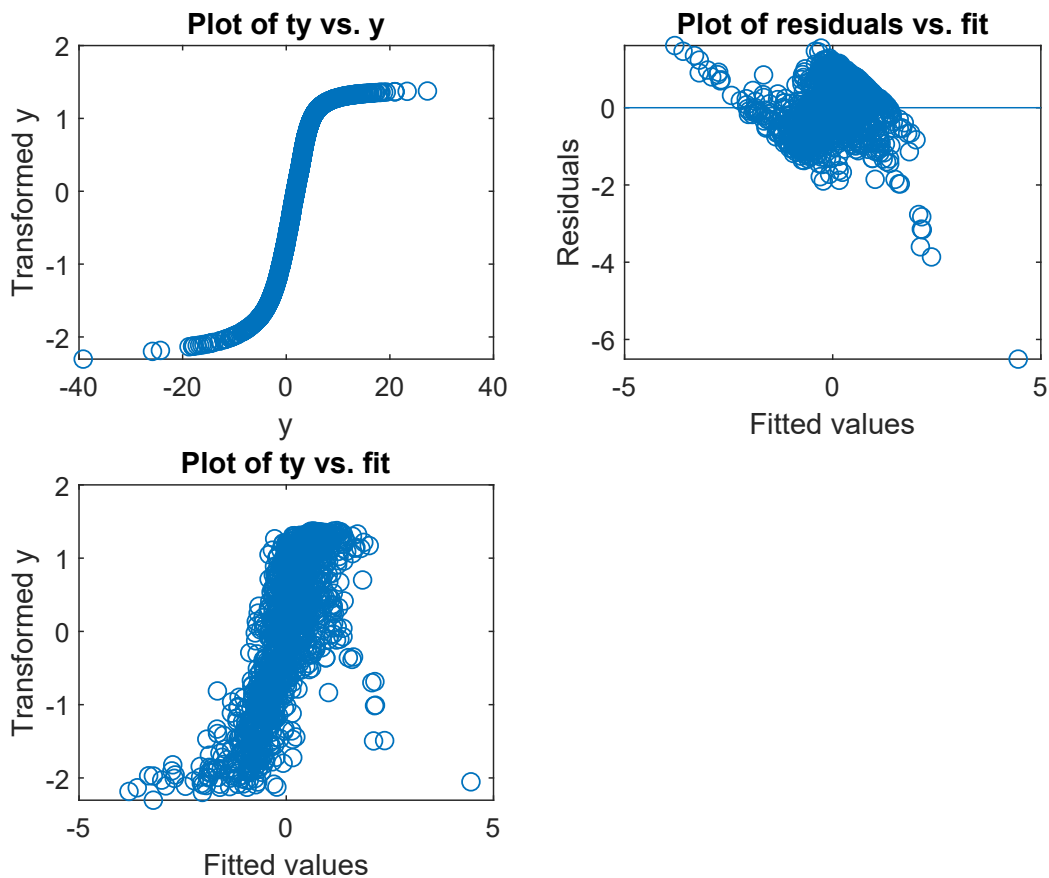 Plot of ty vs. y
Transformed y
2
1
0
-1
-2
-40
-20
0
20
40
y
Plot of residuals vs. fit
Residuals
0
-2
-4
-6
-5
0
5
Fitted values
Plot of ty vs. fit
Transformed y
2
1
0
-1
-2
-5
0
5
Fitted values